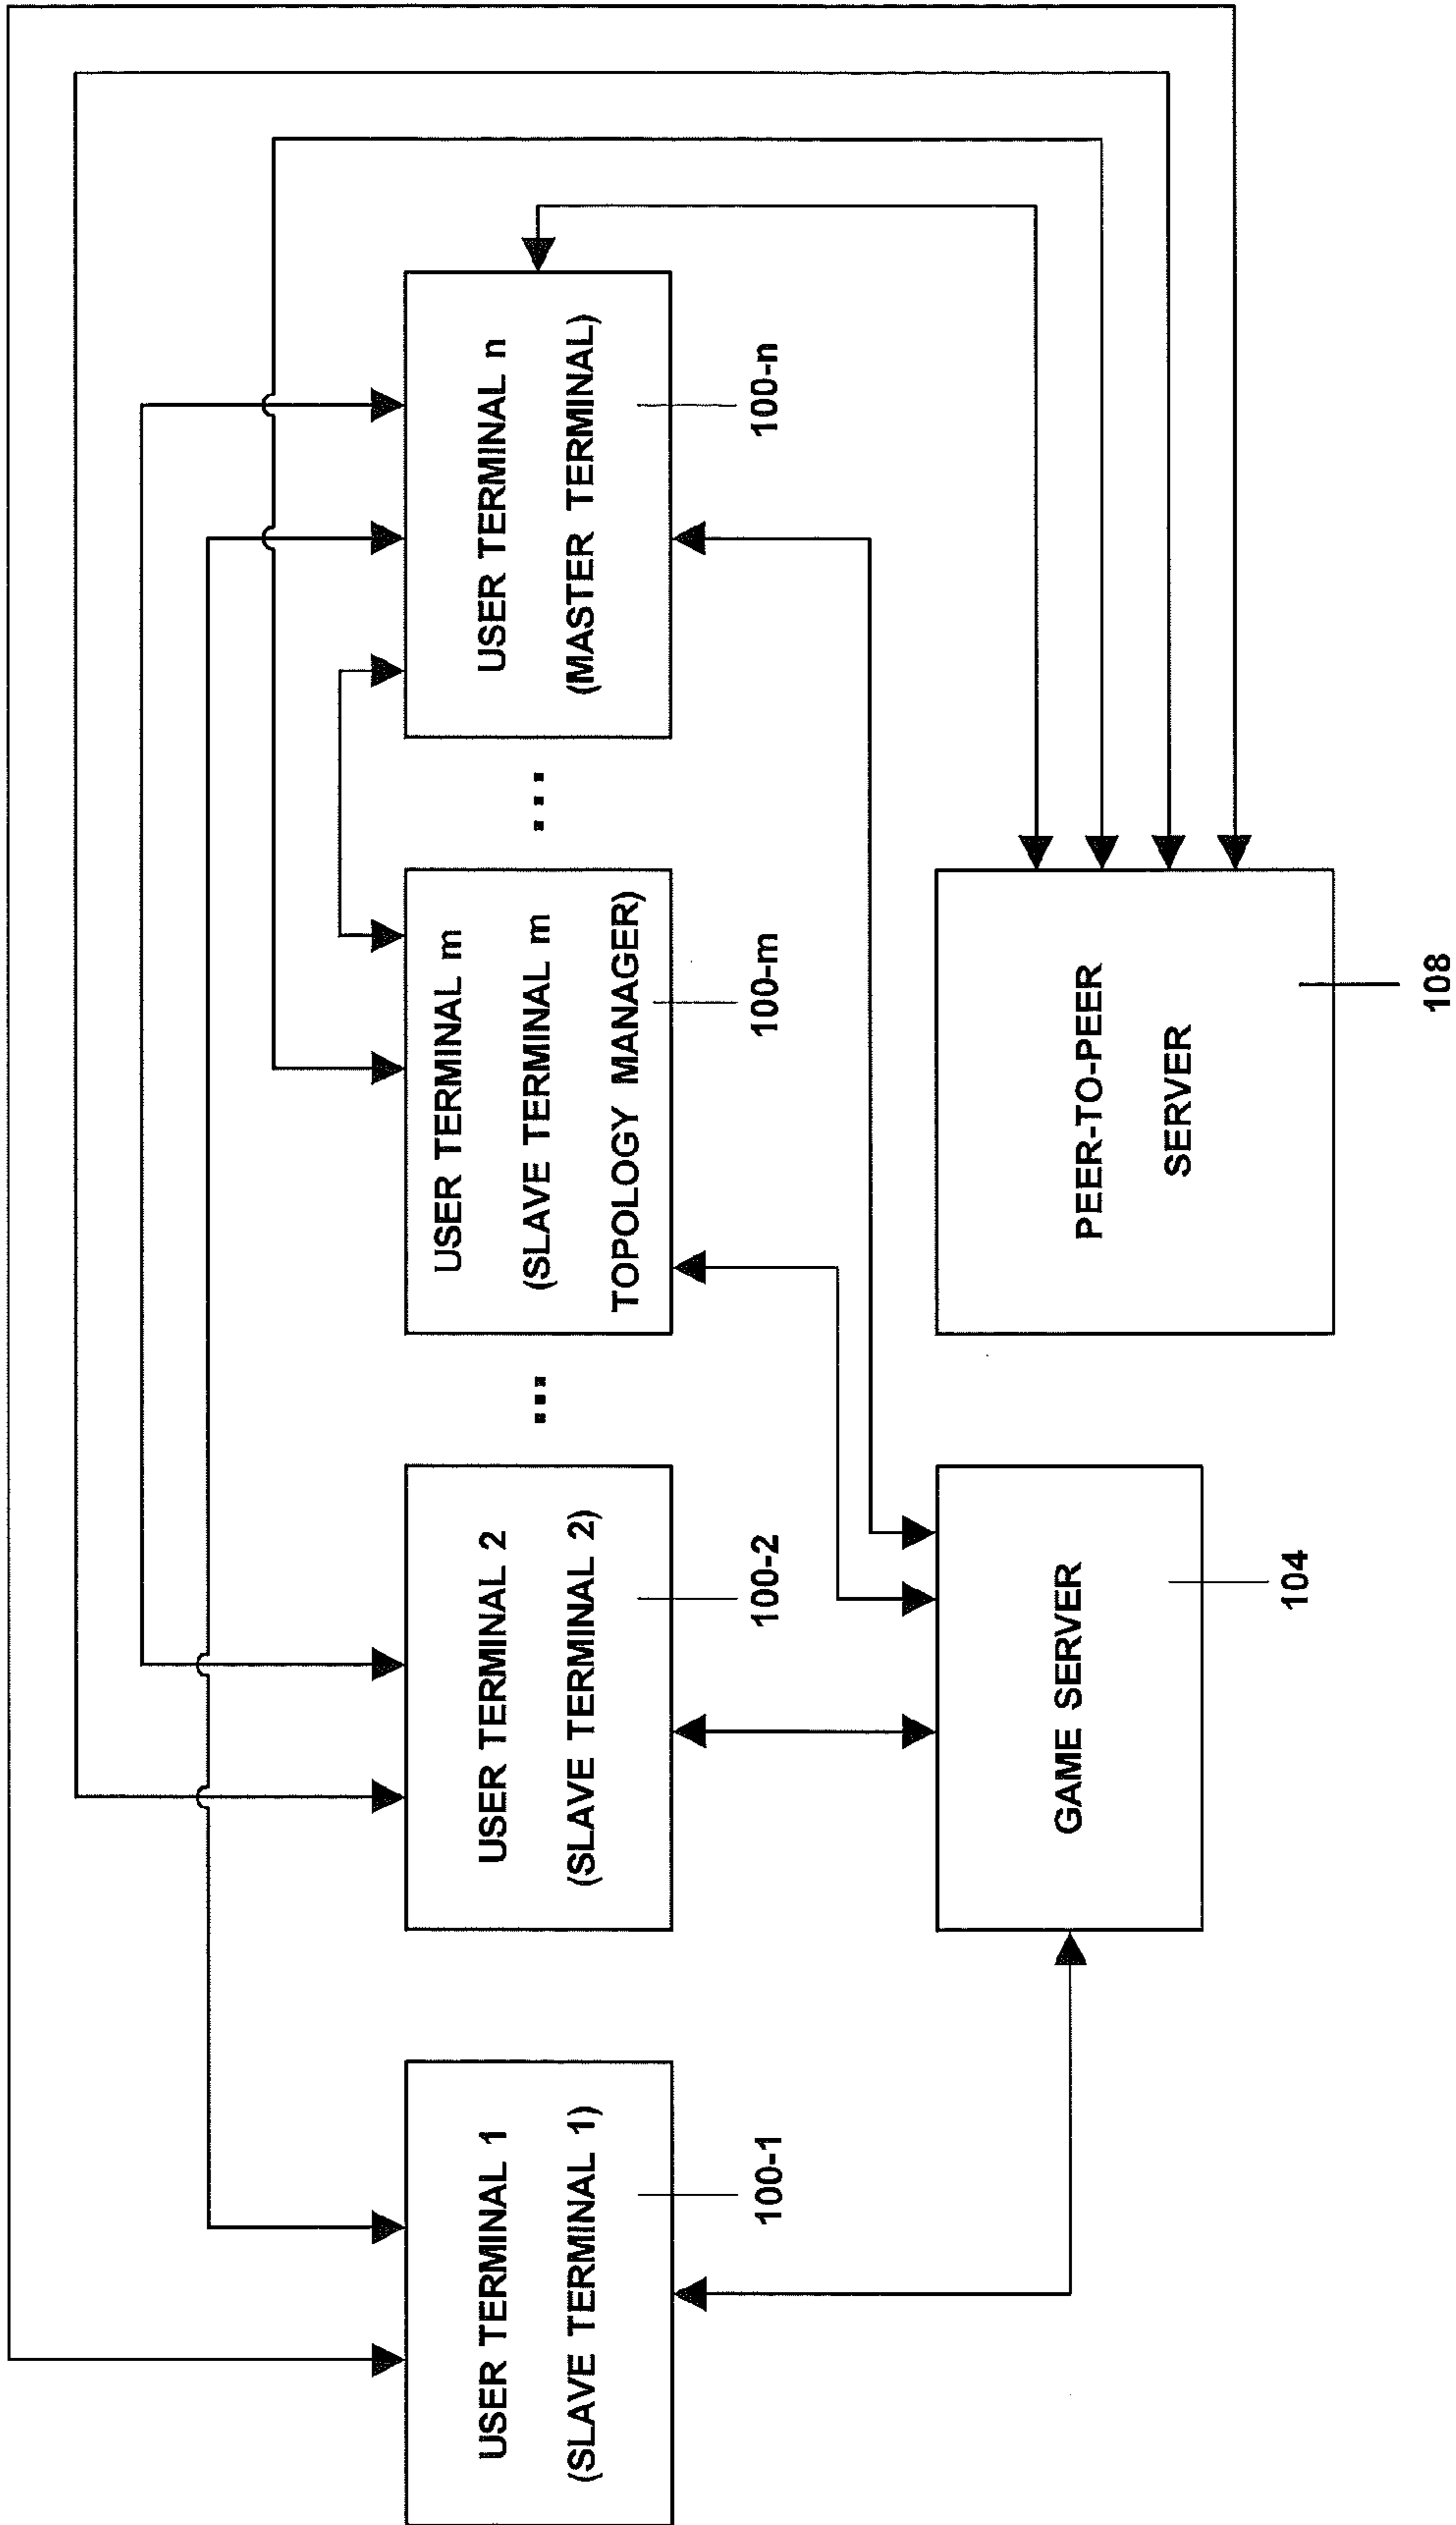 USER TERMINAL 1
(SLAVE TERMINAL 1)
100-1
USER TERMINAL 2
(SLAVE TERMINAL 2)
100-2
...
USER TERMINAL m
(SLAVE TERMINAL m
TOPOLOGY MANAGER)
100-m
...
USER TERMINAL n
(MASTER TERMINAL)
100-n
GAME SERVER
104
PEER-TO-PEER
SERVER
108